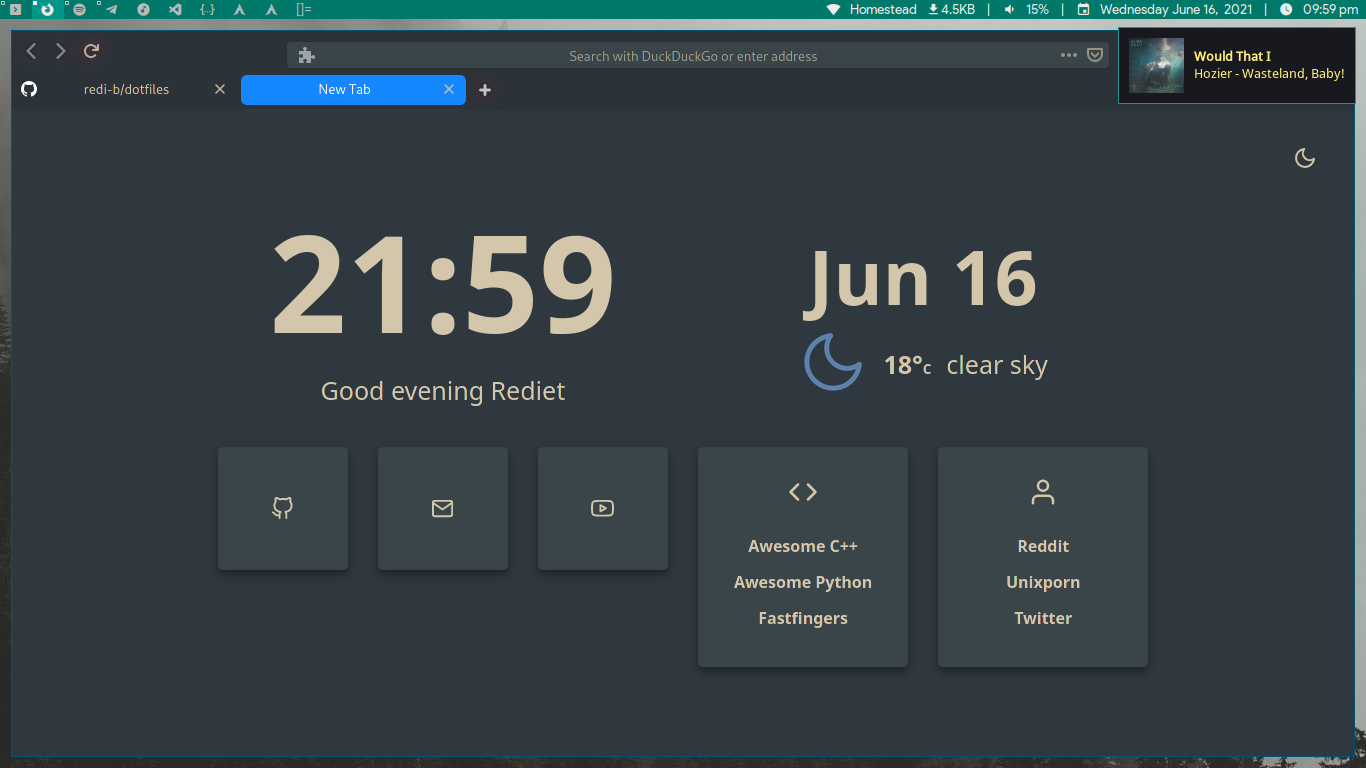 {..} []= Homestead 4.5KB | 15% | Wednesday June 16, 2021 | 09:59 pm
Search with DuckDuckGo or enter address
Would That I
Hozier - Wasteland, Baby!
redi-b/dotfiles New Tab
21:59
Jun 16
18°c clear sky
Good evening Rediet
Awesome C++
Awesome Python
Fastfingers
Reddit
Unixporn
Twitter